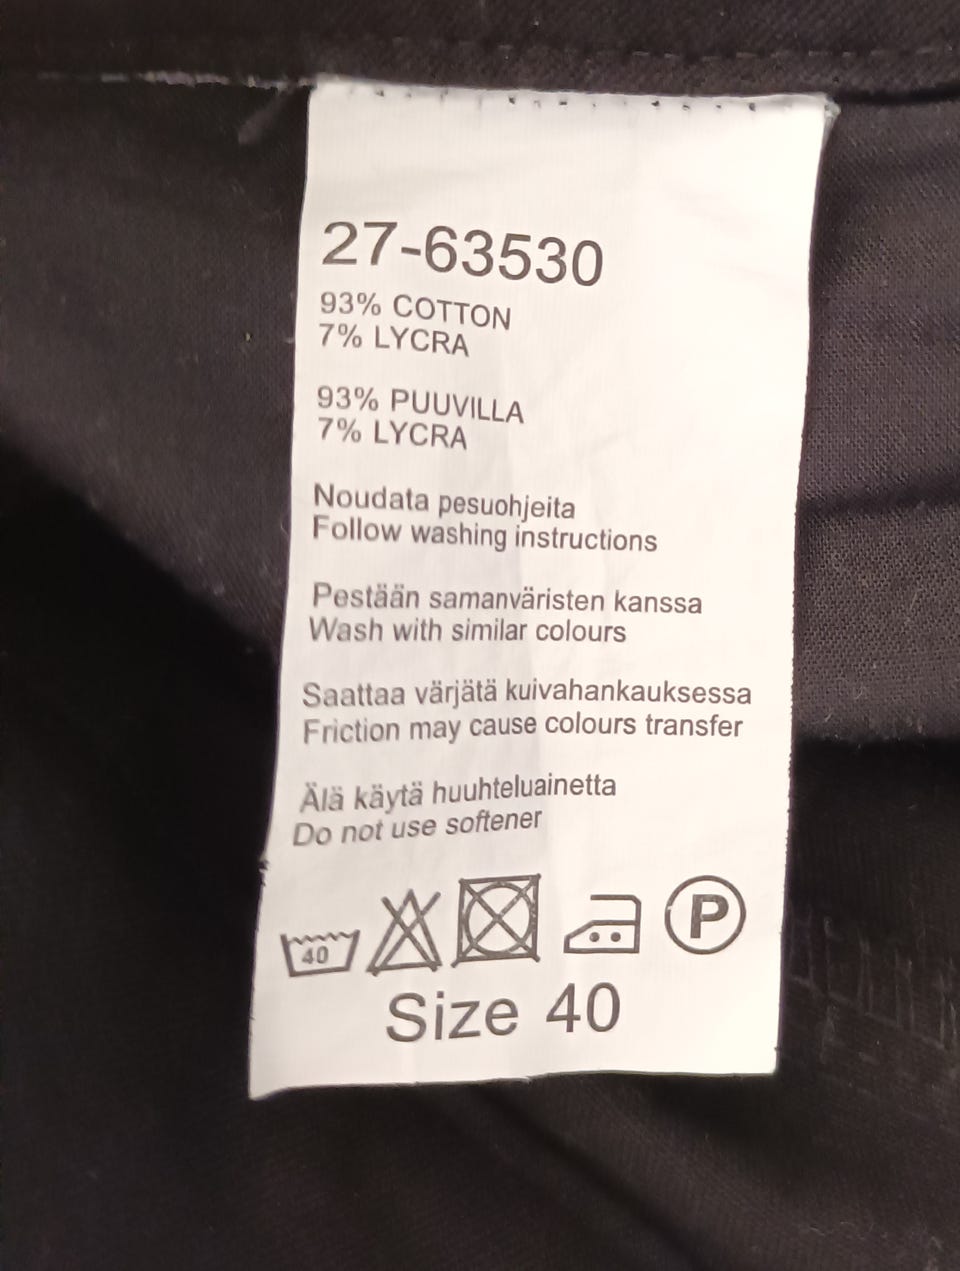 27-63530
93% COTTON
7% LYCRA
93% PUUVILLA
7% LYCRA
Noudata pesuohjeita
Follow washing instructions
Pestään samanväristen kanssa
Wash with similar colours
Saattaa värjätä kuivahankauksessa
Friction may cause colours transfer
Älä käytä huuhteluainetta
Do not use softener
40 P
Size 40